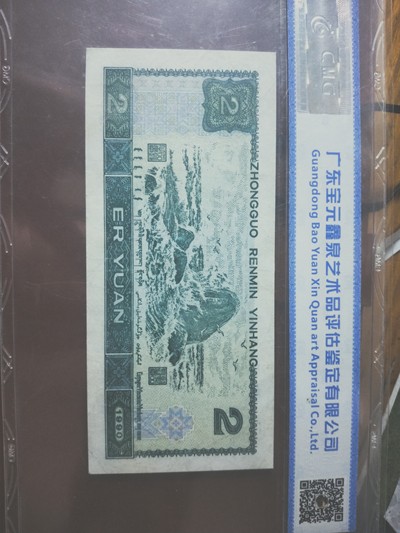 CMG
广东宝元鑫泉艺术品评估鉴定有限公司
Guangdong Bao Yuan Xin Quan art Appraisal Co.,Ltd.
ZHONGGUO RENMIN YINHANG
2
2
ER YUAN
2
1990